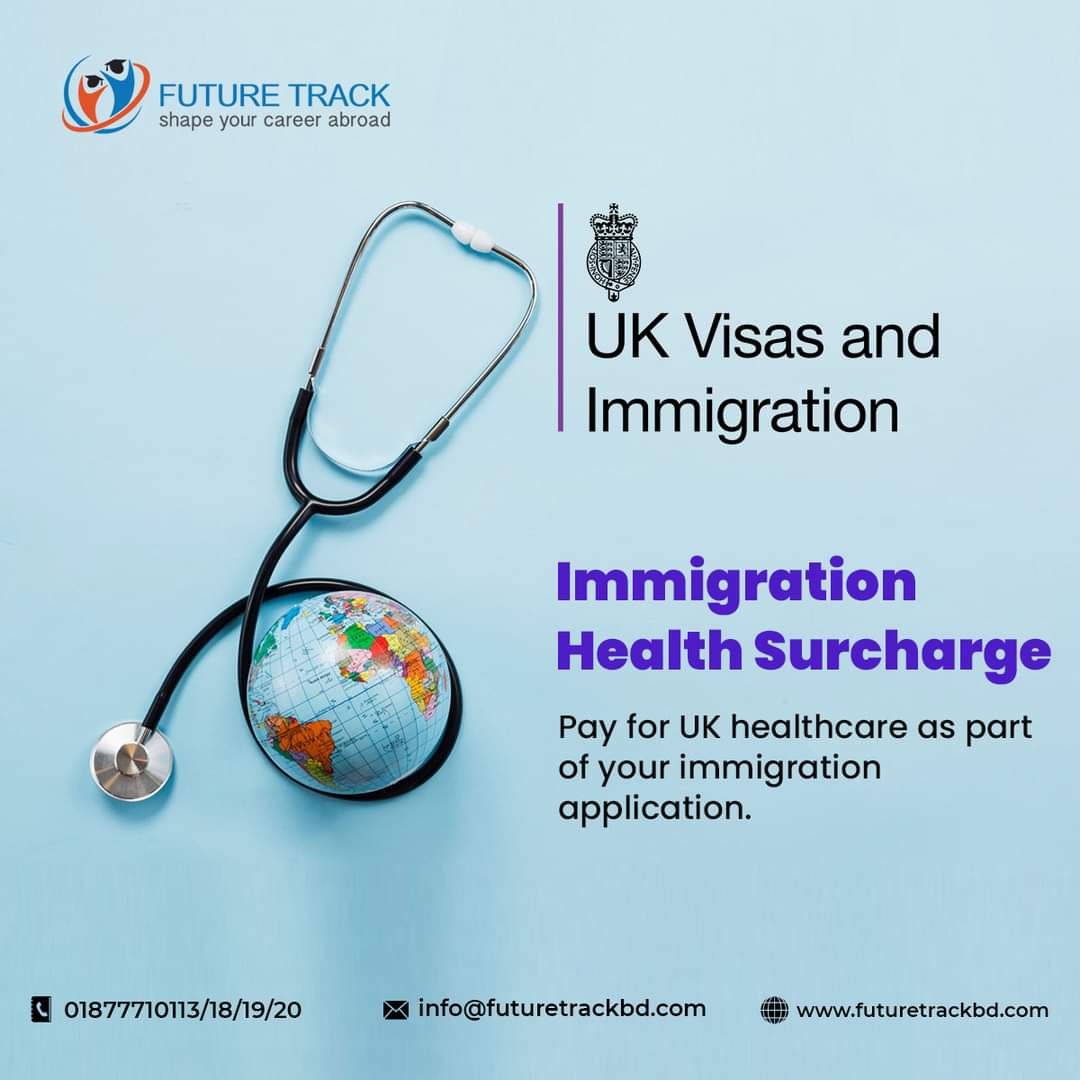 FUTURE TRACK
shape your career abroad
UK Visas and
Immigration
Immigration
Health Surcharge
Pay for UK healthcare as part
of your immigration
application.
01877710113/18/19/20
info@futuretrackbd.com
www.futuretrackbd.com